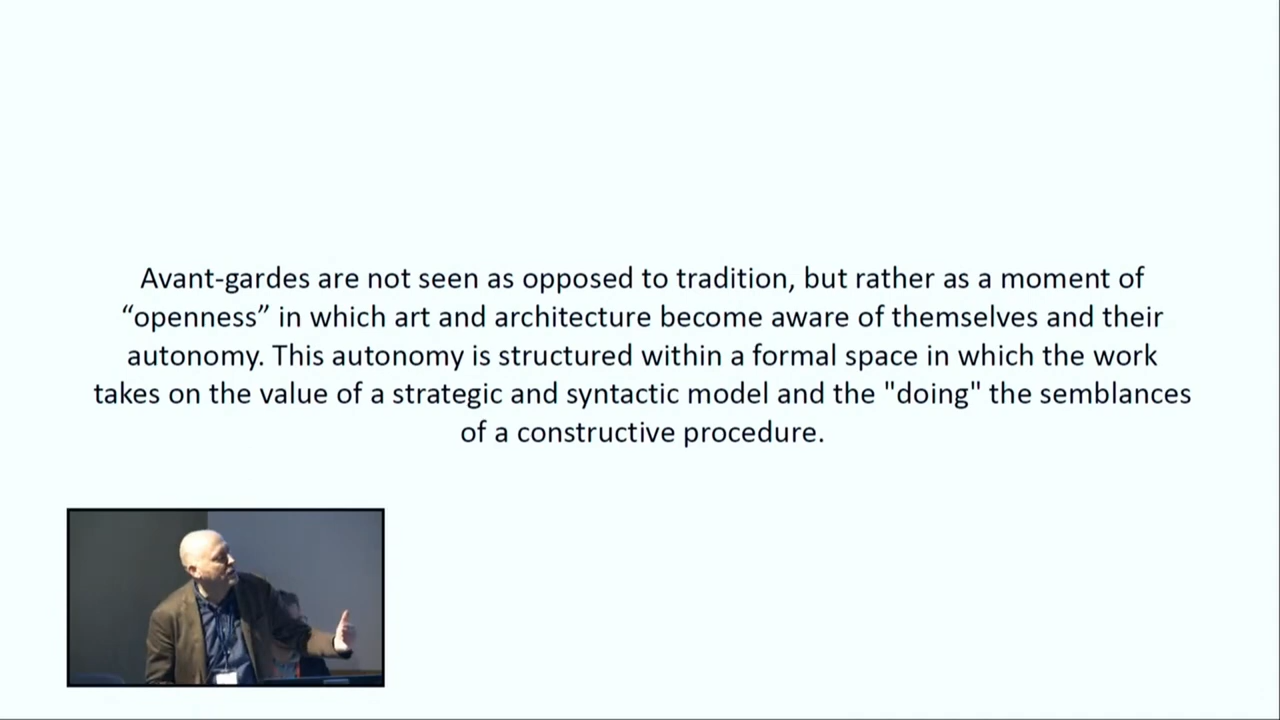 Avant-gardes are not seen as opposed to tradition, but rather as a moment of
“openness” in which art and architecture become aware of themselves and their
autonomy. This autonomy is structured within a formal space in which the work
takes on the value of a strategic and syntactic model and the "doing" the semblances
of a constructive procedure.